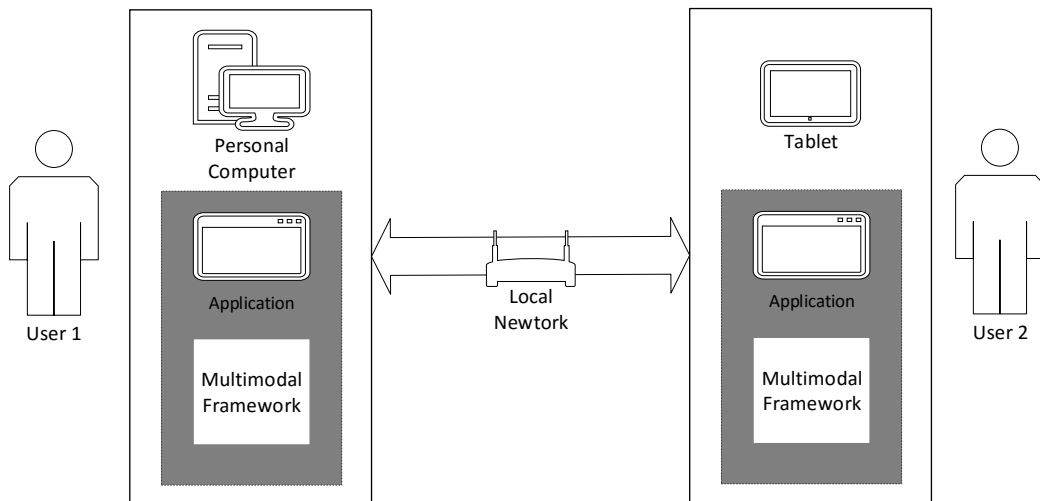 User 1
Personal
Computer
Application
Multimodal
Framework
Local
Newtork
Tablet
Application
Multimodal
Framework
User 2